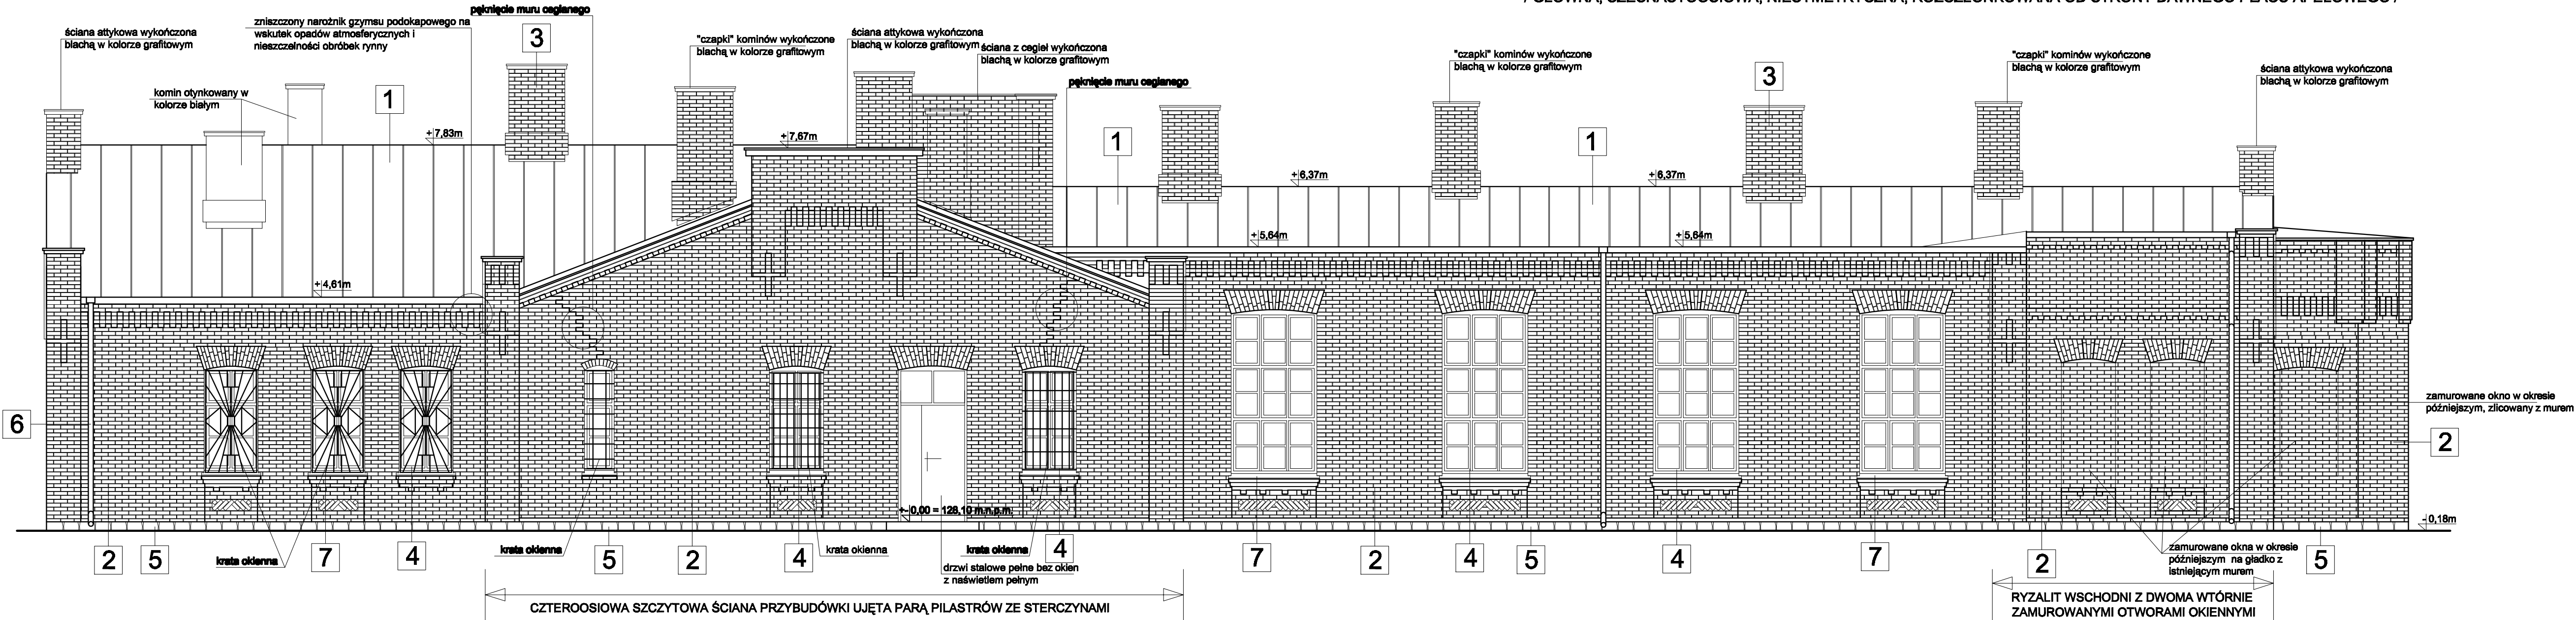 pęknięcie muru ceglanego
zniszczony narożnik gzymsu podokapowego na
wskutek opadów atmosferycznych i
nieszczelności obróbek rynny
ściana attykowa wykończona
blachą w kolorze grafitowym
3
"czapki" kominów wykończone
blachą w kolorze grafitowym
ściana attykowa wykończona
blachą w kolorze grafitowym
ściana z cegieł wykończona
blachą w kolorze grafitowym
pęknięcie muru ceglanego
"czapki" kominów wykończone
blachą w kolorze grafitowym
3
"czapki" kominów wykończone
blachą w kolorze grafitowym
ściana attykowa wykończona
blachą w kolorze grafitowym
komin otynkowany w
kolorze białym
1
+7,83m
+7,67m
1
1
+6,37m
+6,37m
+5,64m
+5,64m
+4,61m
6
zamurowane okno w okresie
późniejszym, zlicowany z murem
2
+- 0,00 = 128,10 m.n.p.m.
- 0,18m
2
5
krata okienna
7
4
krata okienna
5
2
4
krata okienna
drzwi stalowe pełne bez okien
z naświetlem pełnym
krata okienna
4
7
2
4
5
4
7
2
zamurowane okna w okresie
późniejszym na gładko z
istniejącym murem
5
CZTEROOSIOWA SZCZYTOWA ŚCIANA PRZYBUDÓWKI UJĘTA PARĄ PILASTRÓW ZE STERCZYNAMI
RYZALIT WSCHODNI Z DWOMA WTÓRNIE
ZAMUROWANYMI OTWORAMI OKIENNYMI